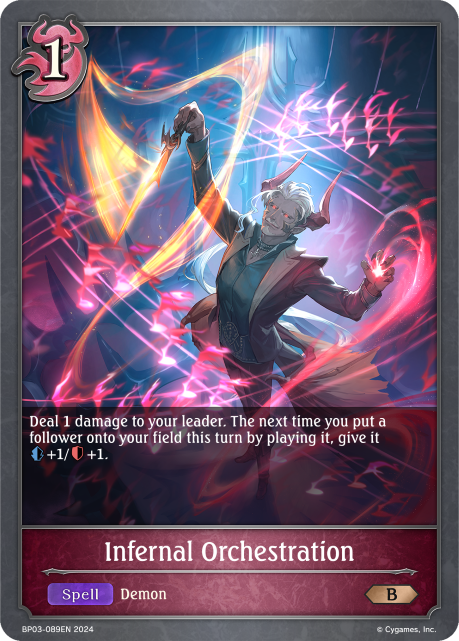 1
Deal 1 damage to your leader. The next time you put a
follower onto your field this turn by playing it, give it
+1/ +1.
Infernal Orchestration
Spell Demon B
BP03-089EN 2024 © Cygames, Inc.